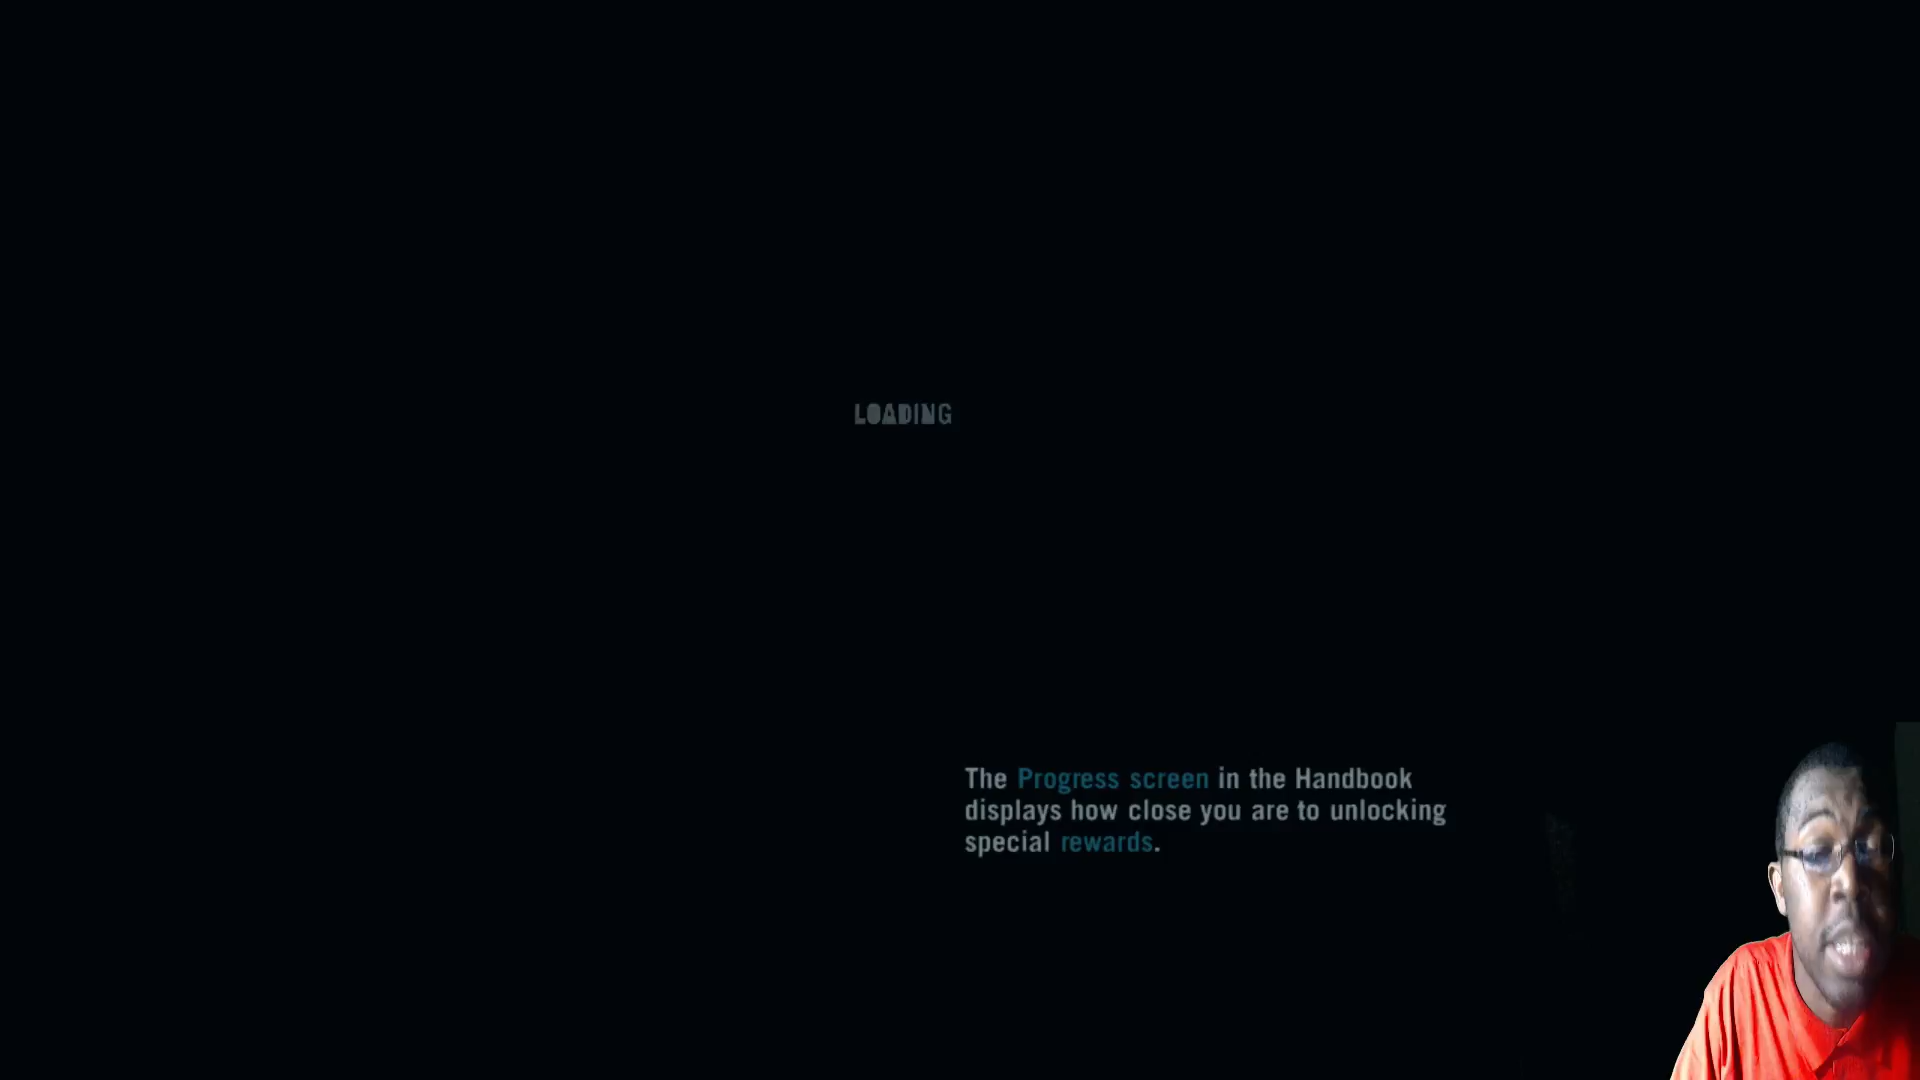 LOADING
The Progress screen in the Handbook
displays how close you are to unlocking
special rewards.